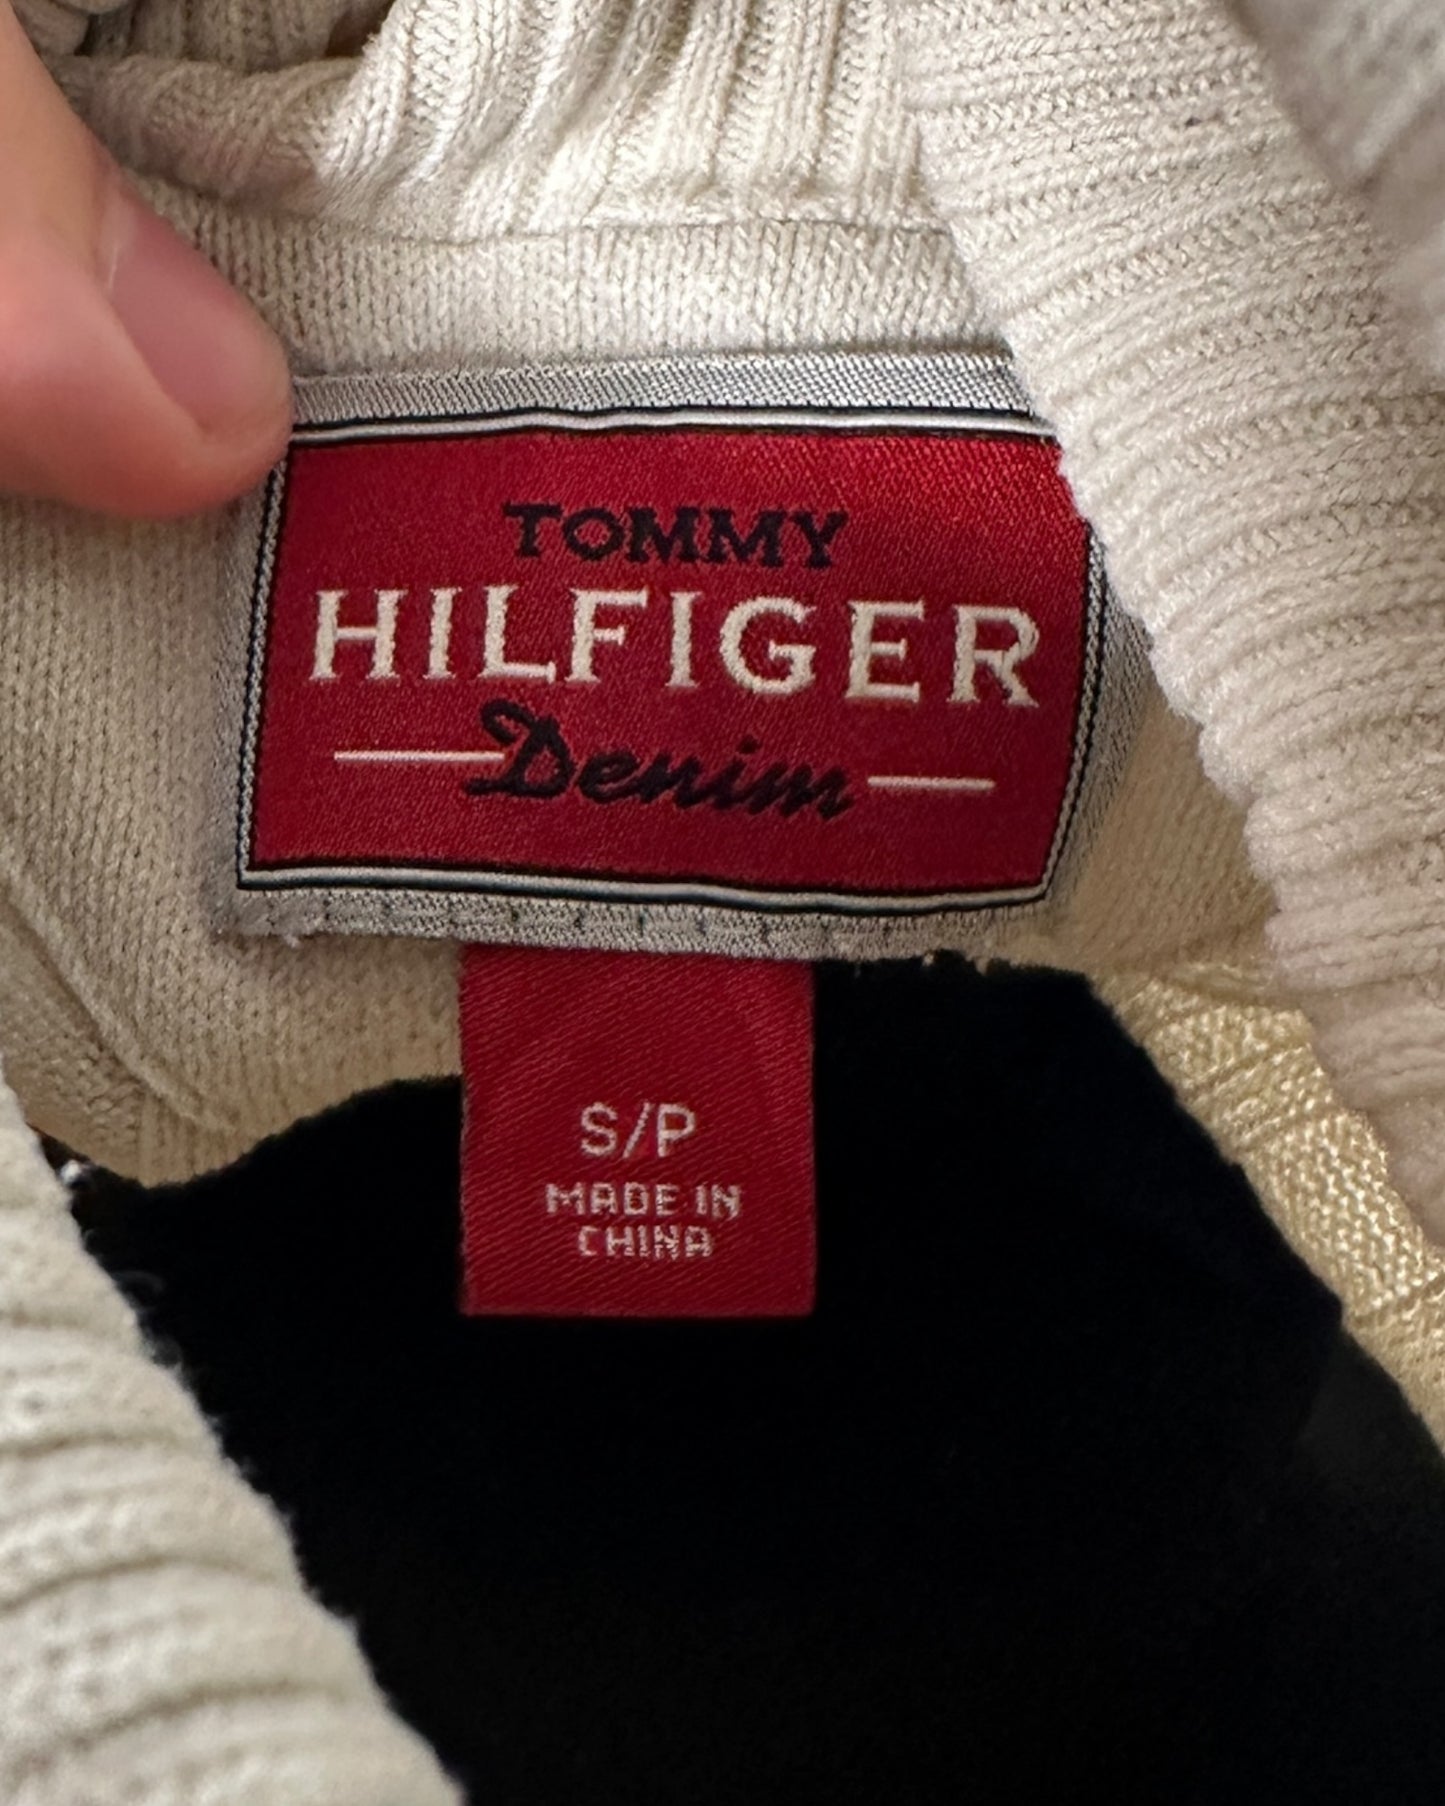 TOMMY
HILFIGER
Denim
S/P
MADE IN
CHINA